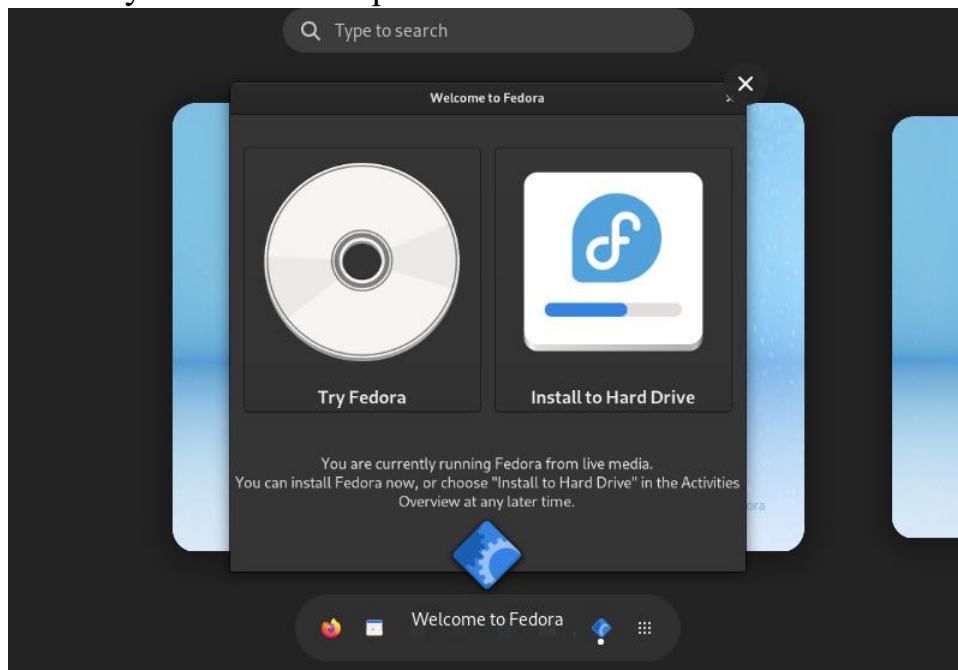 Type to search
Welcome to Fedora
Try Fedora
Install to Hard Drive
You are currently running Fedora from live media.
You can install Fedora now, or choose "Install to Hard Drive" in the Activities
Overview at any later time.
Welcome to Fedora